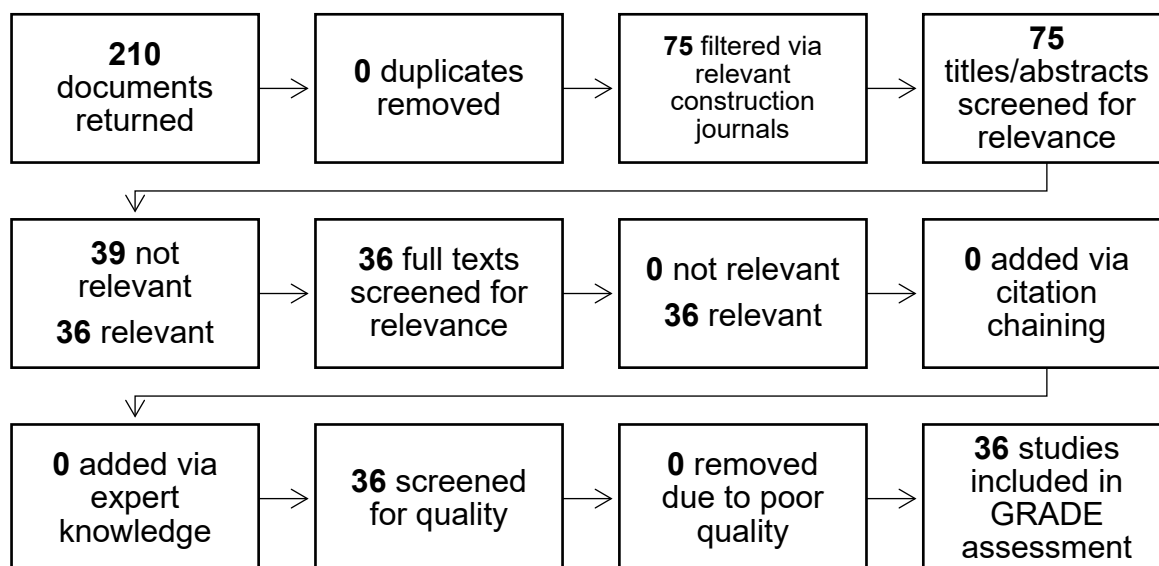 210
documents
returned
0 duplicates
removed
75 filtered via
relevant
construction
journals
75
titles/abstracts
screened for
relevance
39 not
relevant
36 relevant
36 full texts
screened for
relevance
0 not relevant
36 relevant
0 added via
citation
chaining
0 added via
expert
knowledge
36 screened
for quality
0 removed
due to poor
quality
36 studies
included in
GRADE
assessment